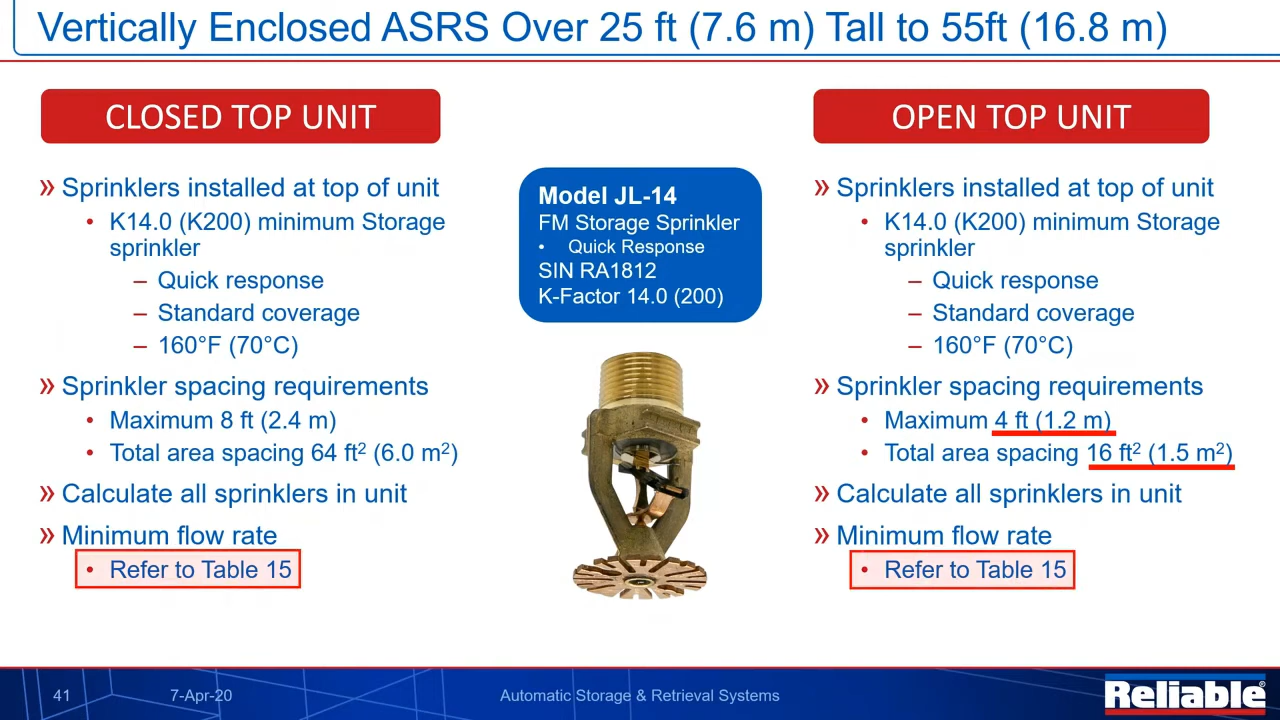 Vertically Enclosed ASRS Over 25 ft (7.6 m) Tall to 55ft (16.8 m)
CLOSED TOP UNIT
» Sprinklers installed at top of unit
• K14.0 (K200) minimum Storage
sprinkler
– Quick response
– Standard coverage
– 160°F (70°C)
» Sprinkler spacing requirements
• Maximum 8 ft (2.4 m)
• Total area spacing 64 ft² (6.0 m²)
» Calculate all sprinklers in unit
» Minimum flow rate
• Refer to Table 15
Model JL-14
FM Storage Sprinkler
• Quick Response
SIN RA1812
K-Factor 14.0 (200)
OPEN TOP UNIT
» Sprinklers installed at top of unit
• K14.0 (K200) minimum Storage
sprinkler
– Quick response
– Standard coverage
– 160°F (70°C)
» Sprinkler spacing requirements
• Maximum 4 ft (1.2 m)
• Total area spacing 16 ft² (1.5 m²)
» Calculate all sprinklers in unit
» Minimum flow rate
• Refer to Table 15
41
7-Apr-20
Automatic Storage & Retrieval Systems
Reliable®